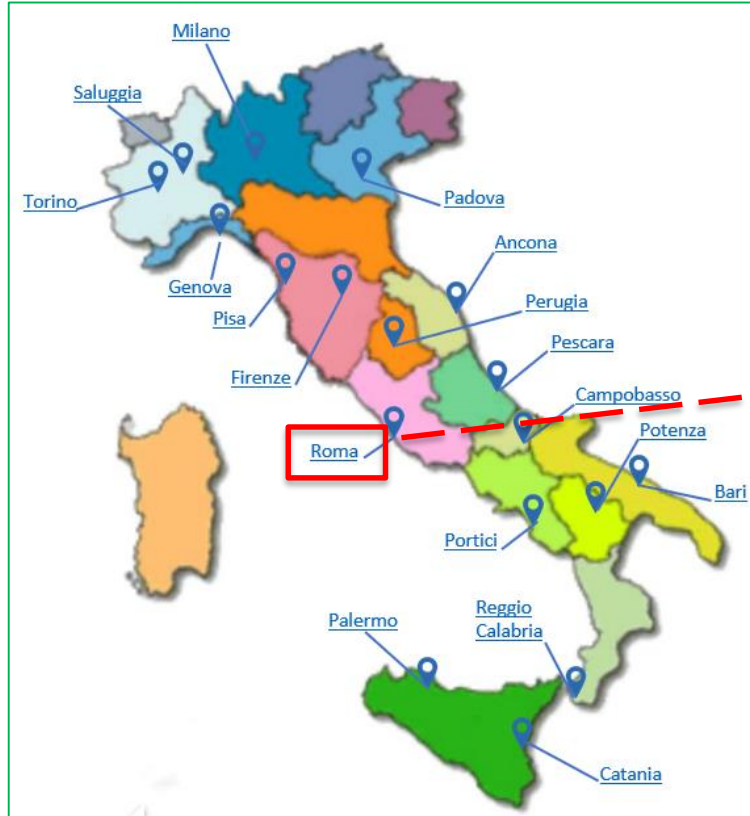 Milano
Saluggia
Torino
Padova
Genova
Ancona
Pisa
Perugia
Firenze
Pescara
Campobasso
Roma
Potenza
Bari
Portici
Reggio
Calabria
Palermo
Catania